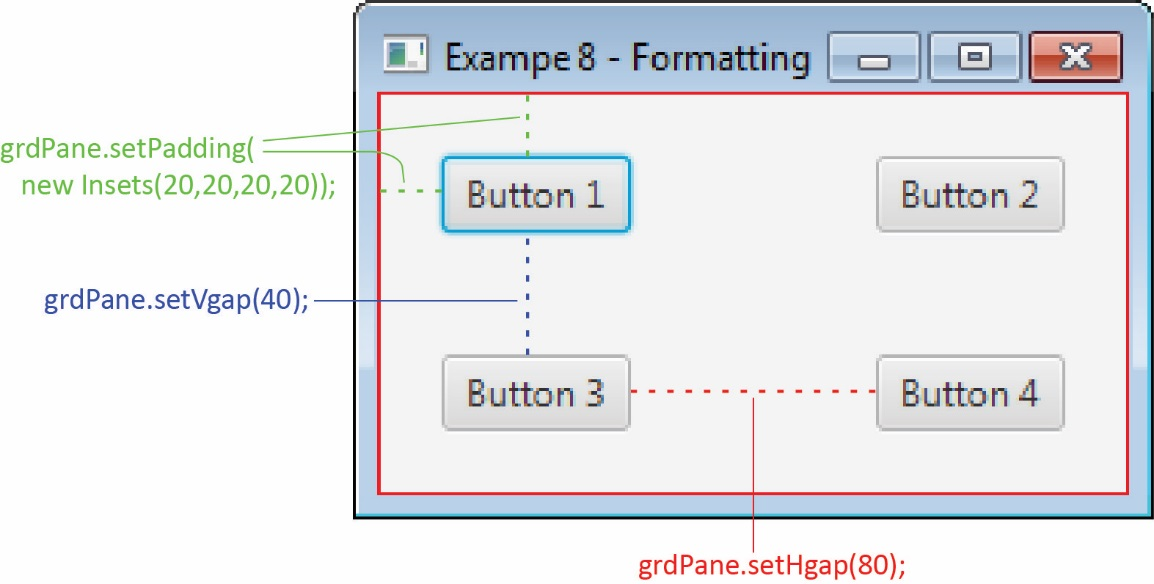 Exampe 8 - Formatting
grdPane.setPadding(
new Insets(20,20,20,20));
Button 1
Button 2
grdPane.setVgap(40);
Button 3
Button 4
grdPane.setHgap(80);